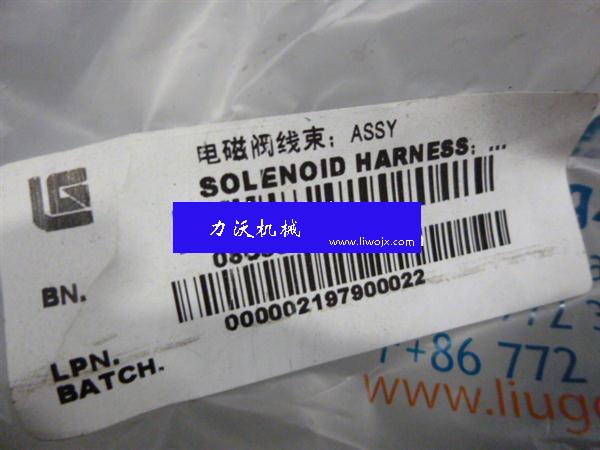 电磁阀线束; ASSY
SOLENOID HARNESS; ...
力沃机械
www.liwojx.com
BN.
000002197900022
LPN.
BATCH.
+86 772
www.liug